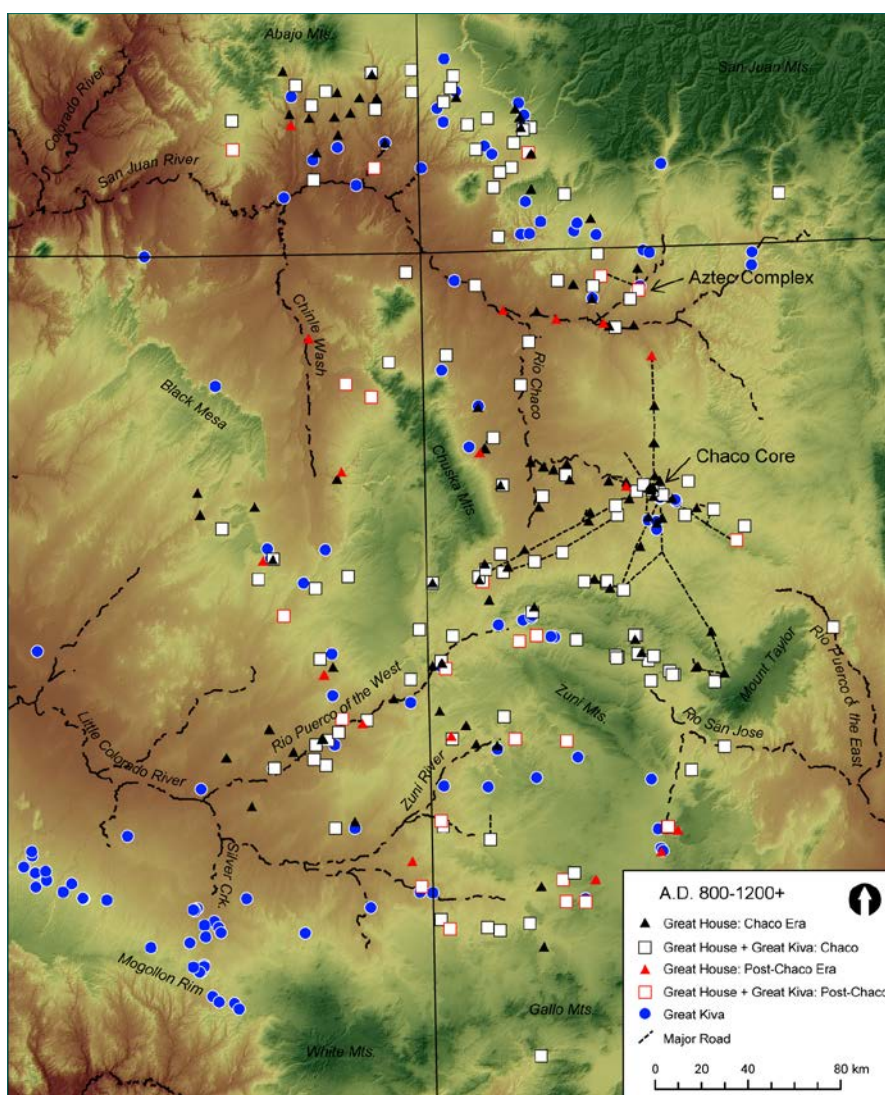 Abajo Mts.
San Juan Mts.
Colorado River
San Juan River
Aztec Complex
Chinle Wash
Rio Chaco
Black Mesa
Chuska Mts.
Chaco Core
Mount Taylor
Rio Puerco of the East
Rio Puerco of the West
Zuni Mts.
Rio San Jose
Little Colorado River
Zuni River
Silver Crk.
Mogollon Rim
White Mts.
Gallo Mts.
A.D. 800-1200+
Great House: Chaco Era
Great House + Great Kiva: Chaco
Great House: Post-Chaco Era
Great House + Great Kiva: Post-Chaco
Great Kiva
Major Road
0 40 80 km